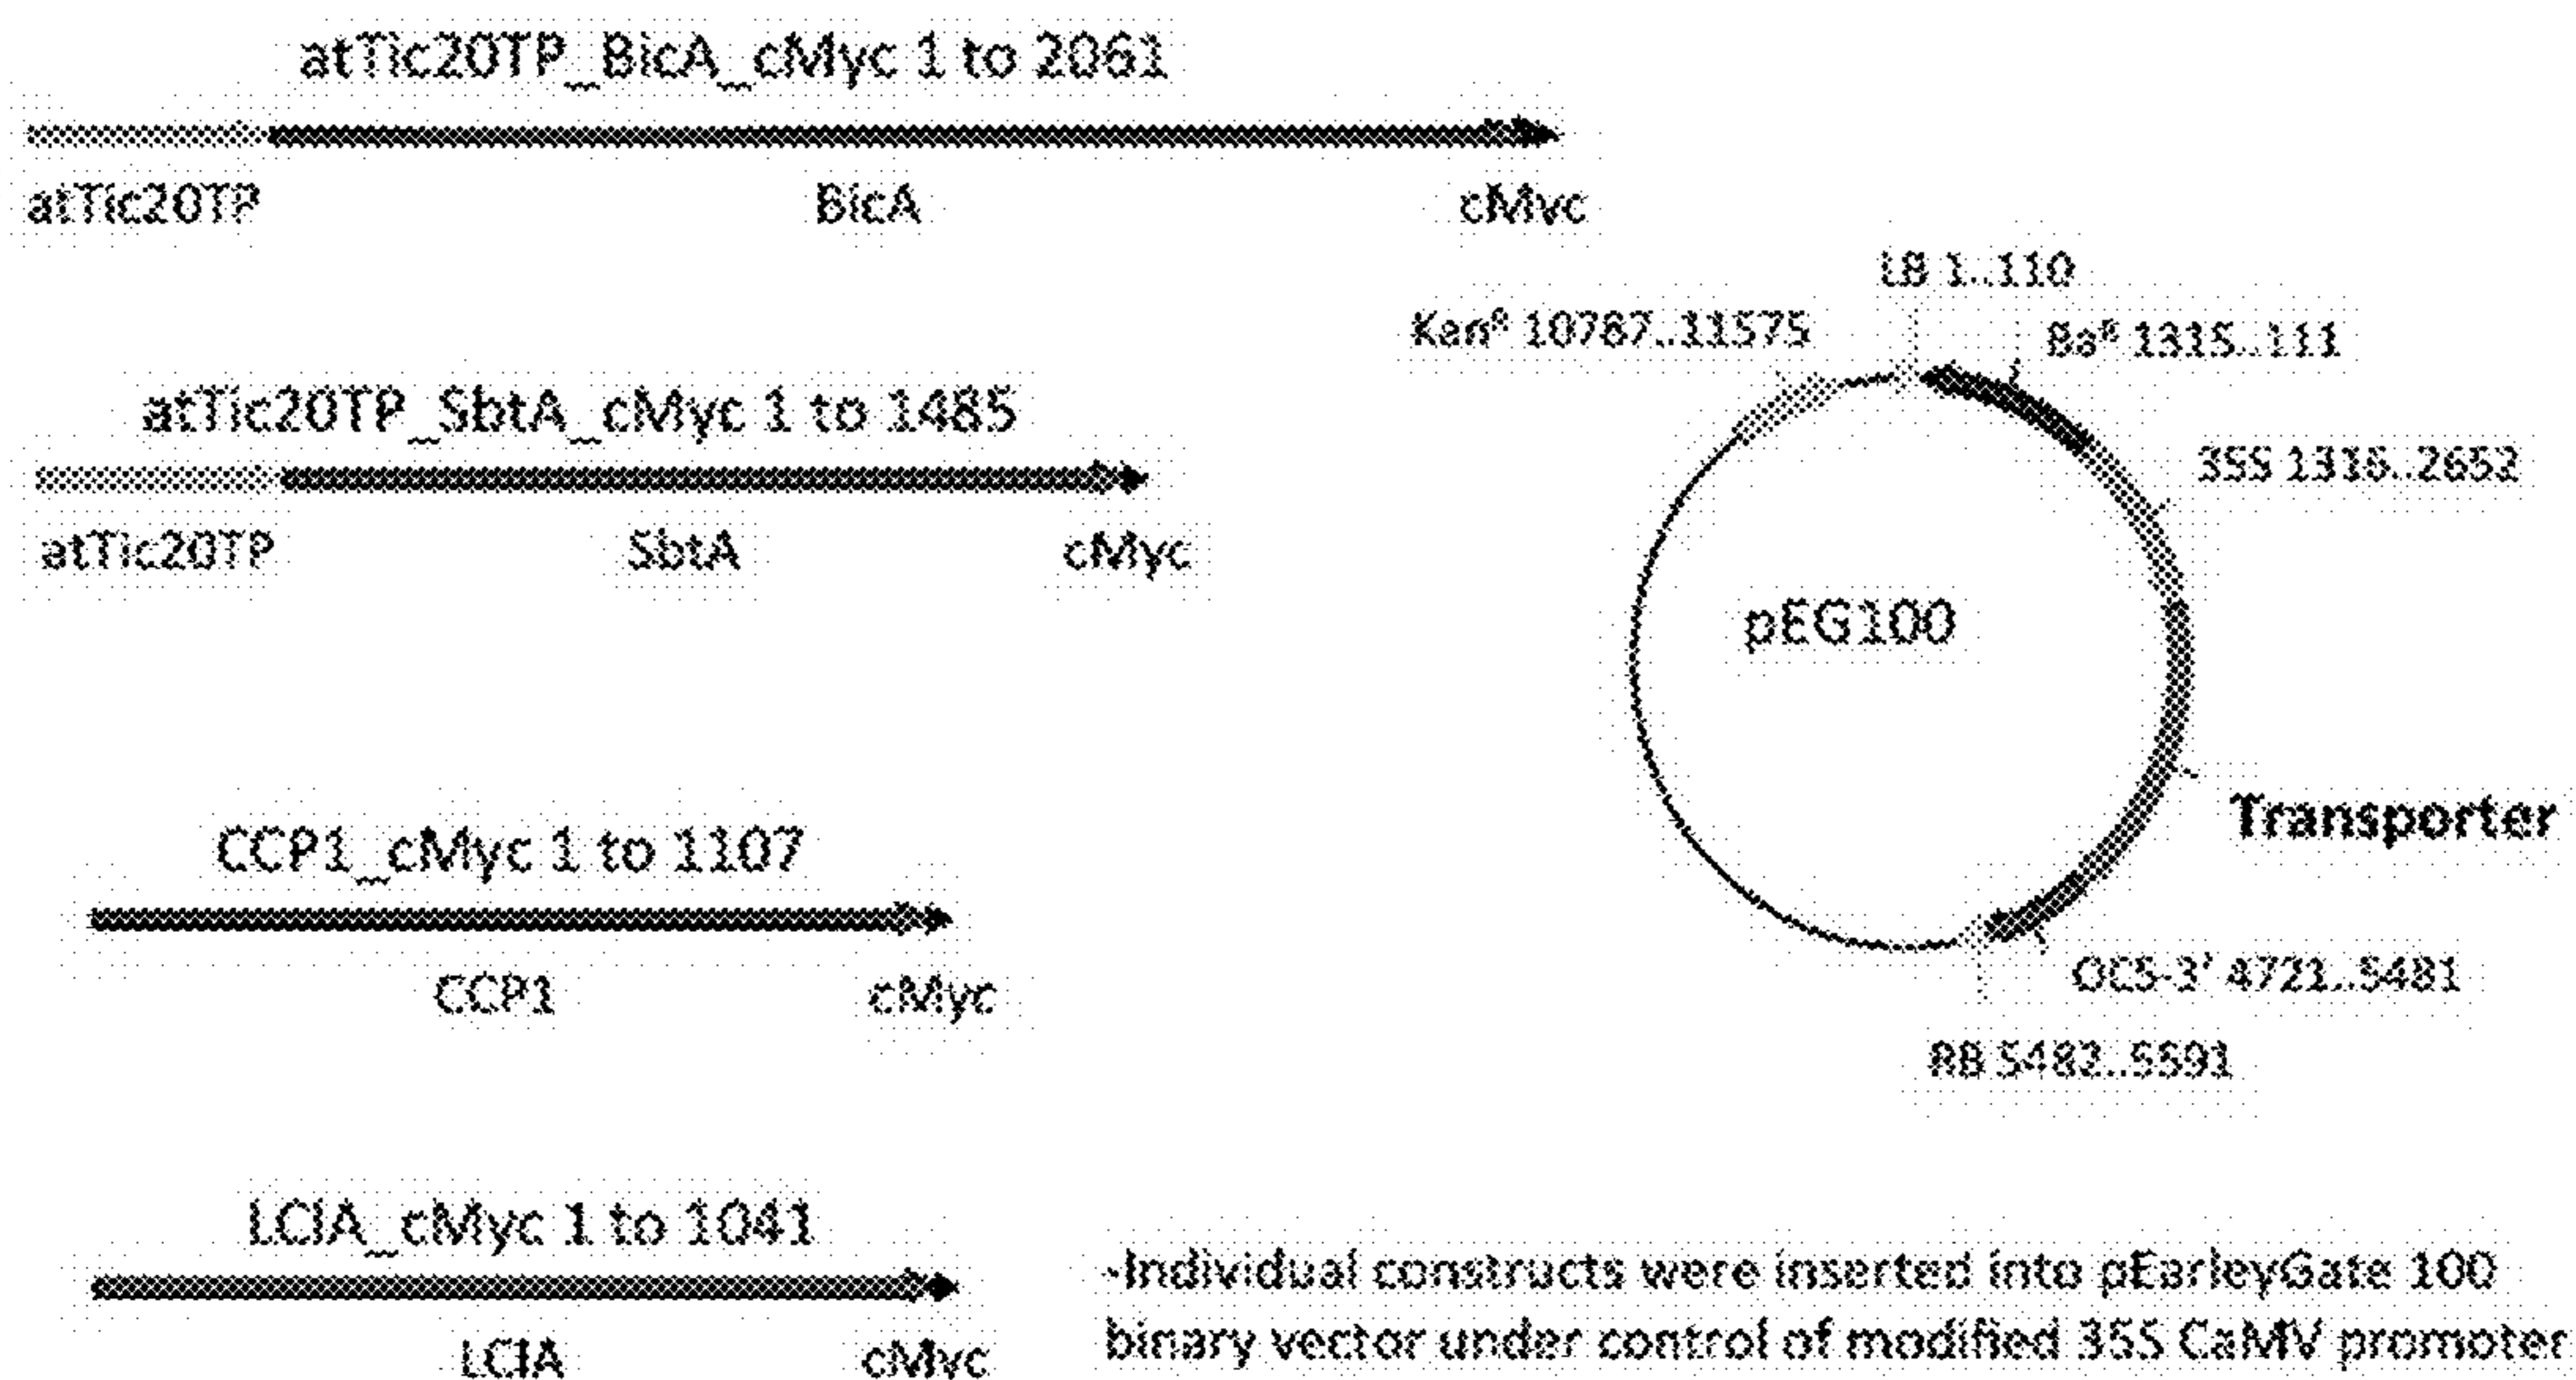 atTic20TP_BicA_cMyc 1 to 2061
atTic20TP BicA cMyc
atTic20TP_SbtA_cMyc 1 to 1485
atTic20TP SbtA cMyc
CCP1_cMyc 1 to 1107
CCP1 cMyc
LCIA_cMyc 1 to 1041
LCIA cMyc
LB 1..110
Kanᴿ 10787..11575
Baᴿ 1315..111
35S 1316..2652
pEG100
Transporter
OCS-3' 4721..5481
RB 5482..5591
-Individual constructs were inserted into pEarleyGate 100
binary vector under control of modified 35S CaMV promoter